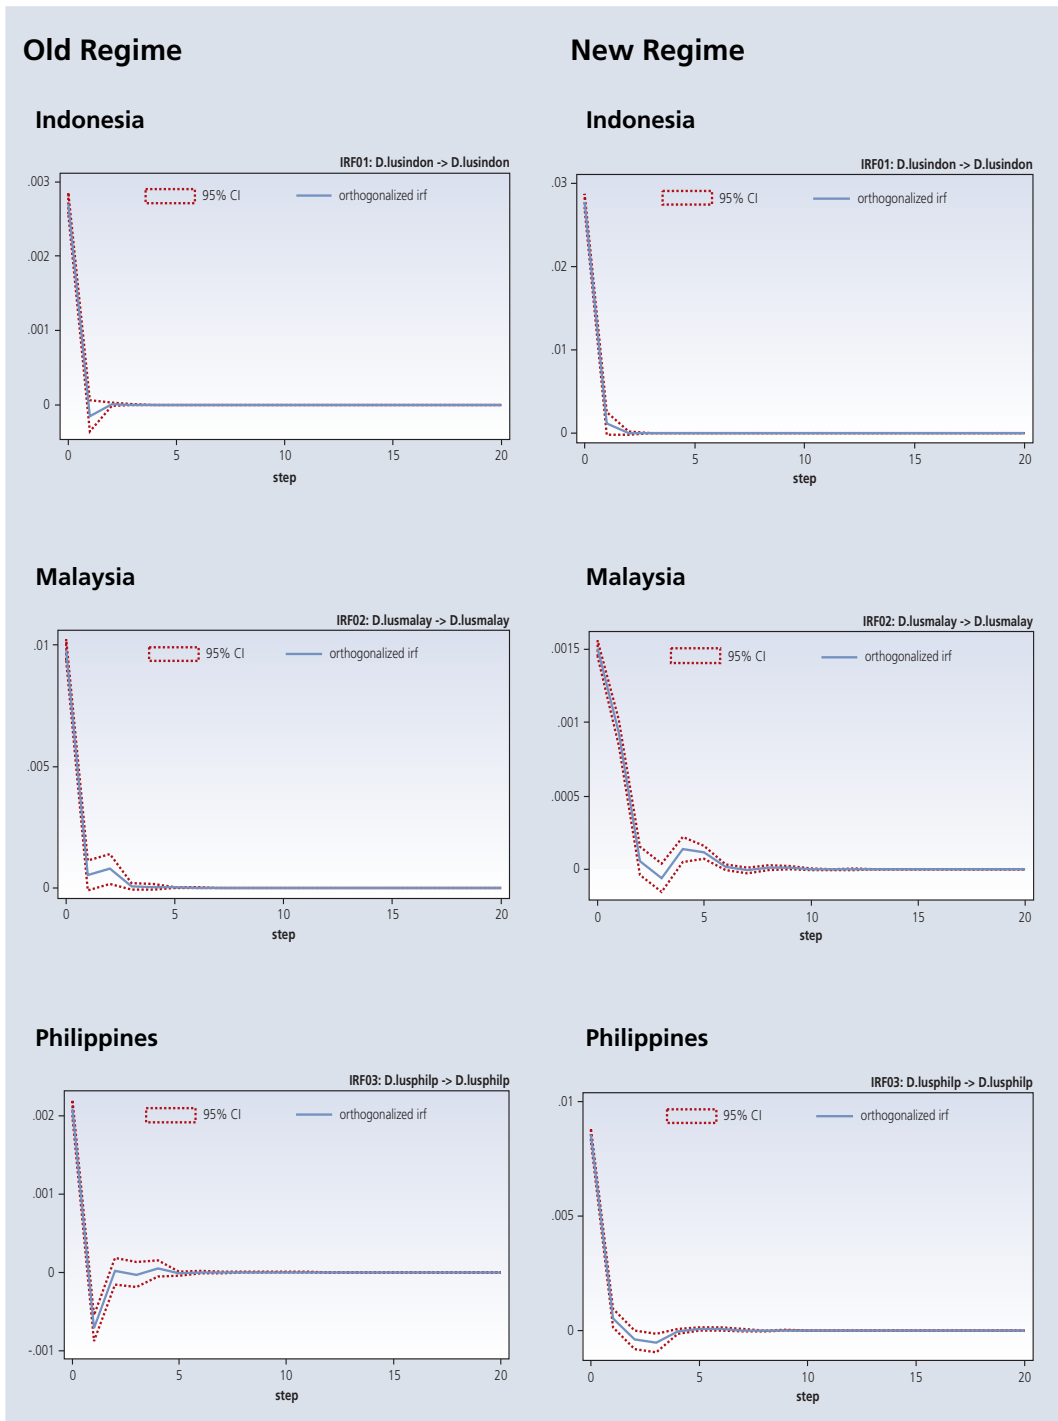 Old Regime
New Regime
Indonesia
IRF01: D.lusindon -> D.lusindon
95% CI
orthogonalized irf
.003
.002
.001
0
0 5 10 15 20
step
Indonesia
IRF01: D.lusindon -> D.lusindon
95% CI
orthogonalized irf
.03
.02
.01
0
0 5 10 15 20
step
Malaysia
IRF02: D.lusmalay -> D.lusmalay
95% CI
orthogonalized irf
.01
.005
0
0 5 10 15 20
step
Malaysia
IRF02: D.lusmalay -> D.lusmalay
95% CI
orthogonalized irf
.0015
.001
.0005
0
0 5 10 15 20
step
Philippines
IRF03: D.lusphilp -> D.lusphilp
95% CI
orthogonalized irf
.002
.001
0
-.001
0 5 10 15 20
step
Philippines
IRF03: D.lusphilp -> D.lusphilp
95% CI
orthogonalized irf
.01
.005
0
0 5 10 15 20
step